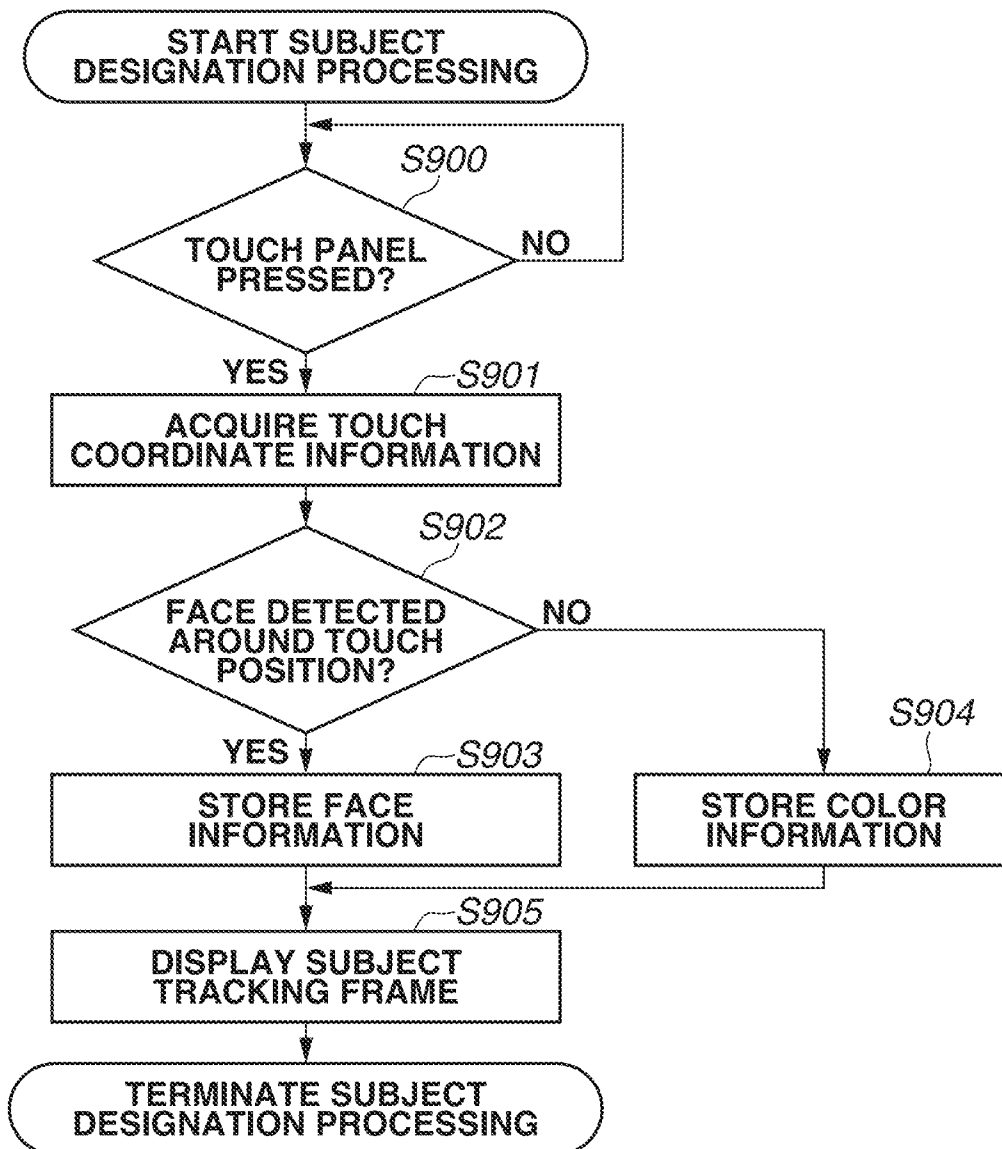 START SUBJECT
DESIGNATION PROCESSING
S900
TOUCH PANEL
PRESSED?
NO
YES
S901
ACQUIRE TOUCH
COORDINATE INFORMATION
S902
FACE DETECTED
AROUND TOUCH
POSITION?
NO
YES
S903
STORE FACE
INFORMATION
S904
STORE COLOR
INFORMATION
S905
DISPLAY SUBJECT
TRACKING FRAME
TERMINATE SUBJECT
DESIGNATION PROCESSING